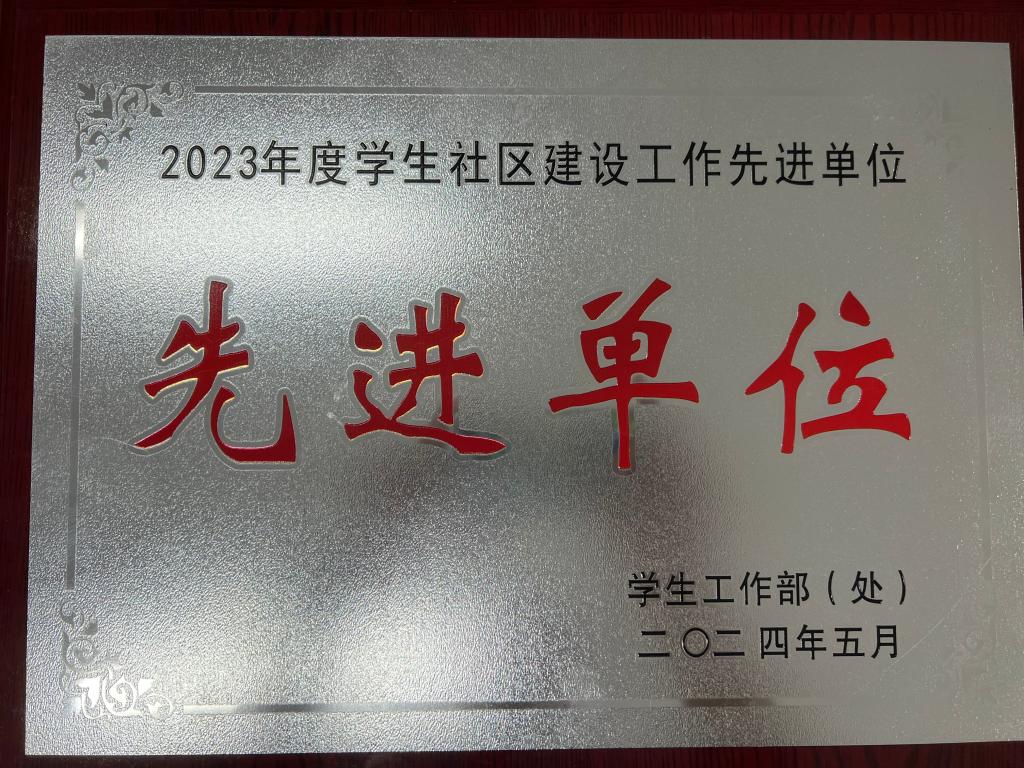 2023年度学生社区建设工作先进单位
先进单位
学生工作部（处）
二〇二四年五月